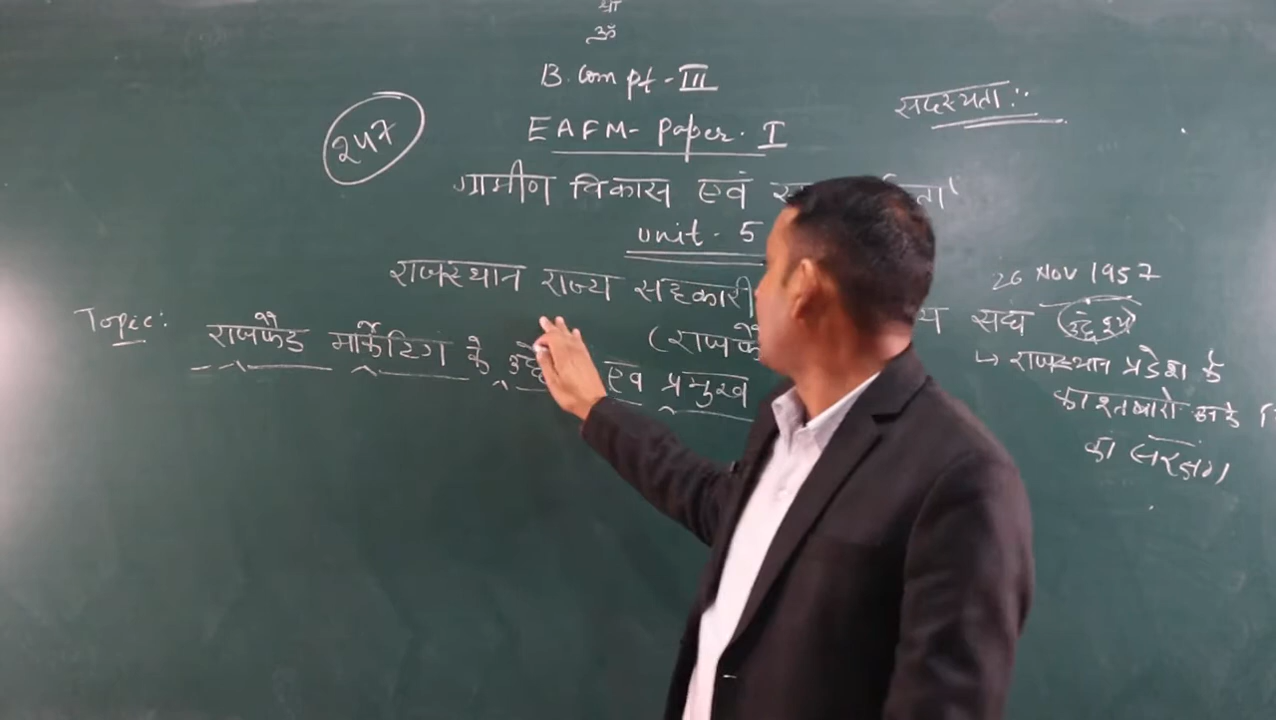 श्री
ॐ
B. Com pt - III
247
EAFM - Paper. I
सदस्यता :-
ग्रामीण विकास एवं
unit - 5
26 Nov 1957
राजस्थान राज्य सहकारी
संघ
उद्देश्य
(राजफै
Topic:
राजफैड मार्केटिंग के
एवं प्रमुख
↳ राजस्थान प्रदेश के
काश्तकारों
का संरक्षण